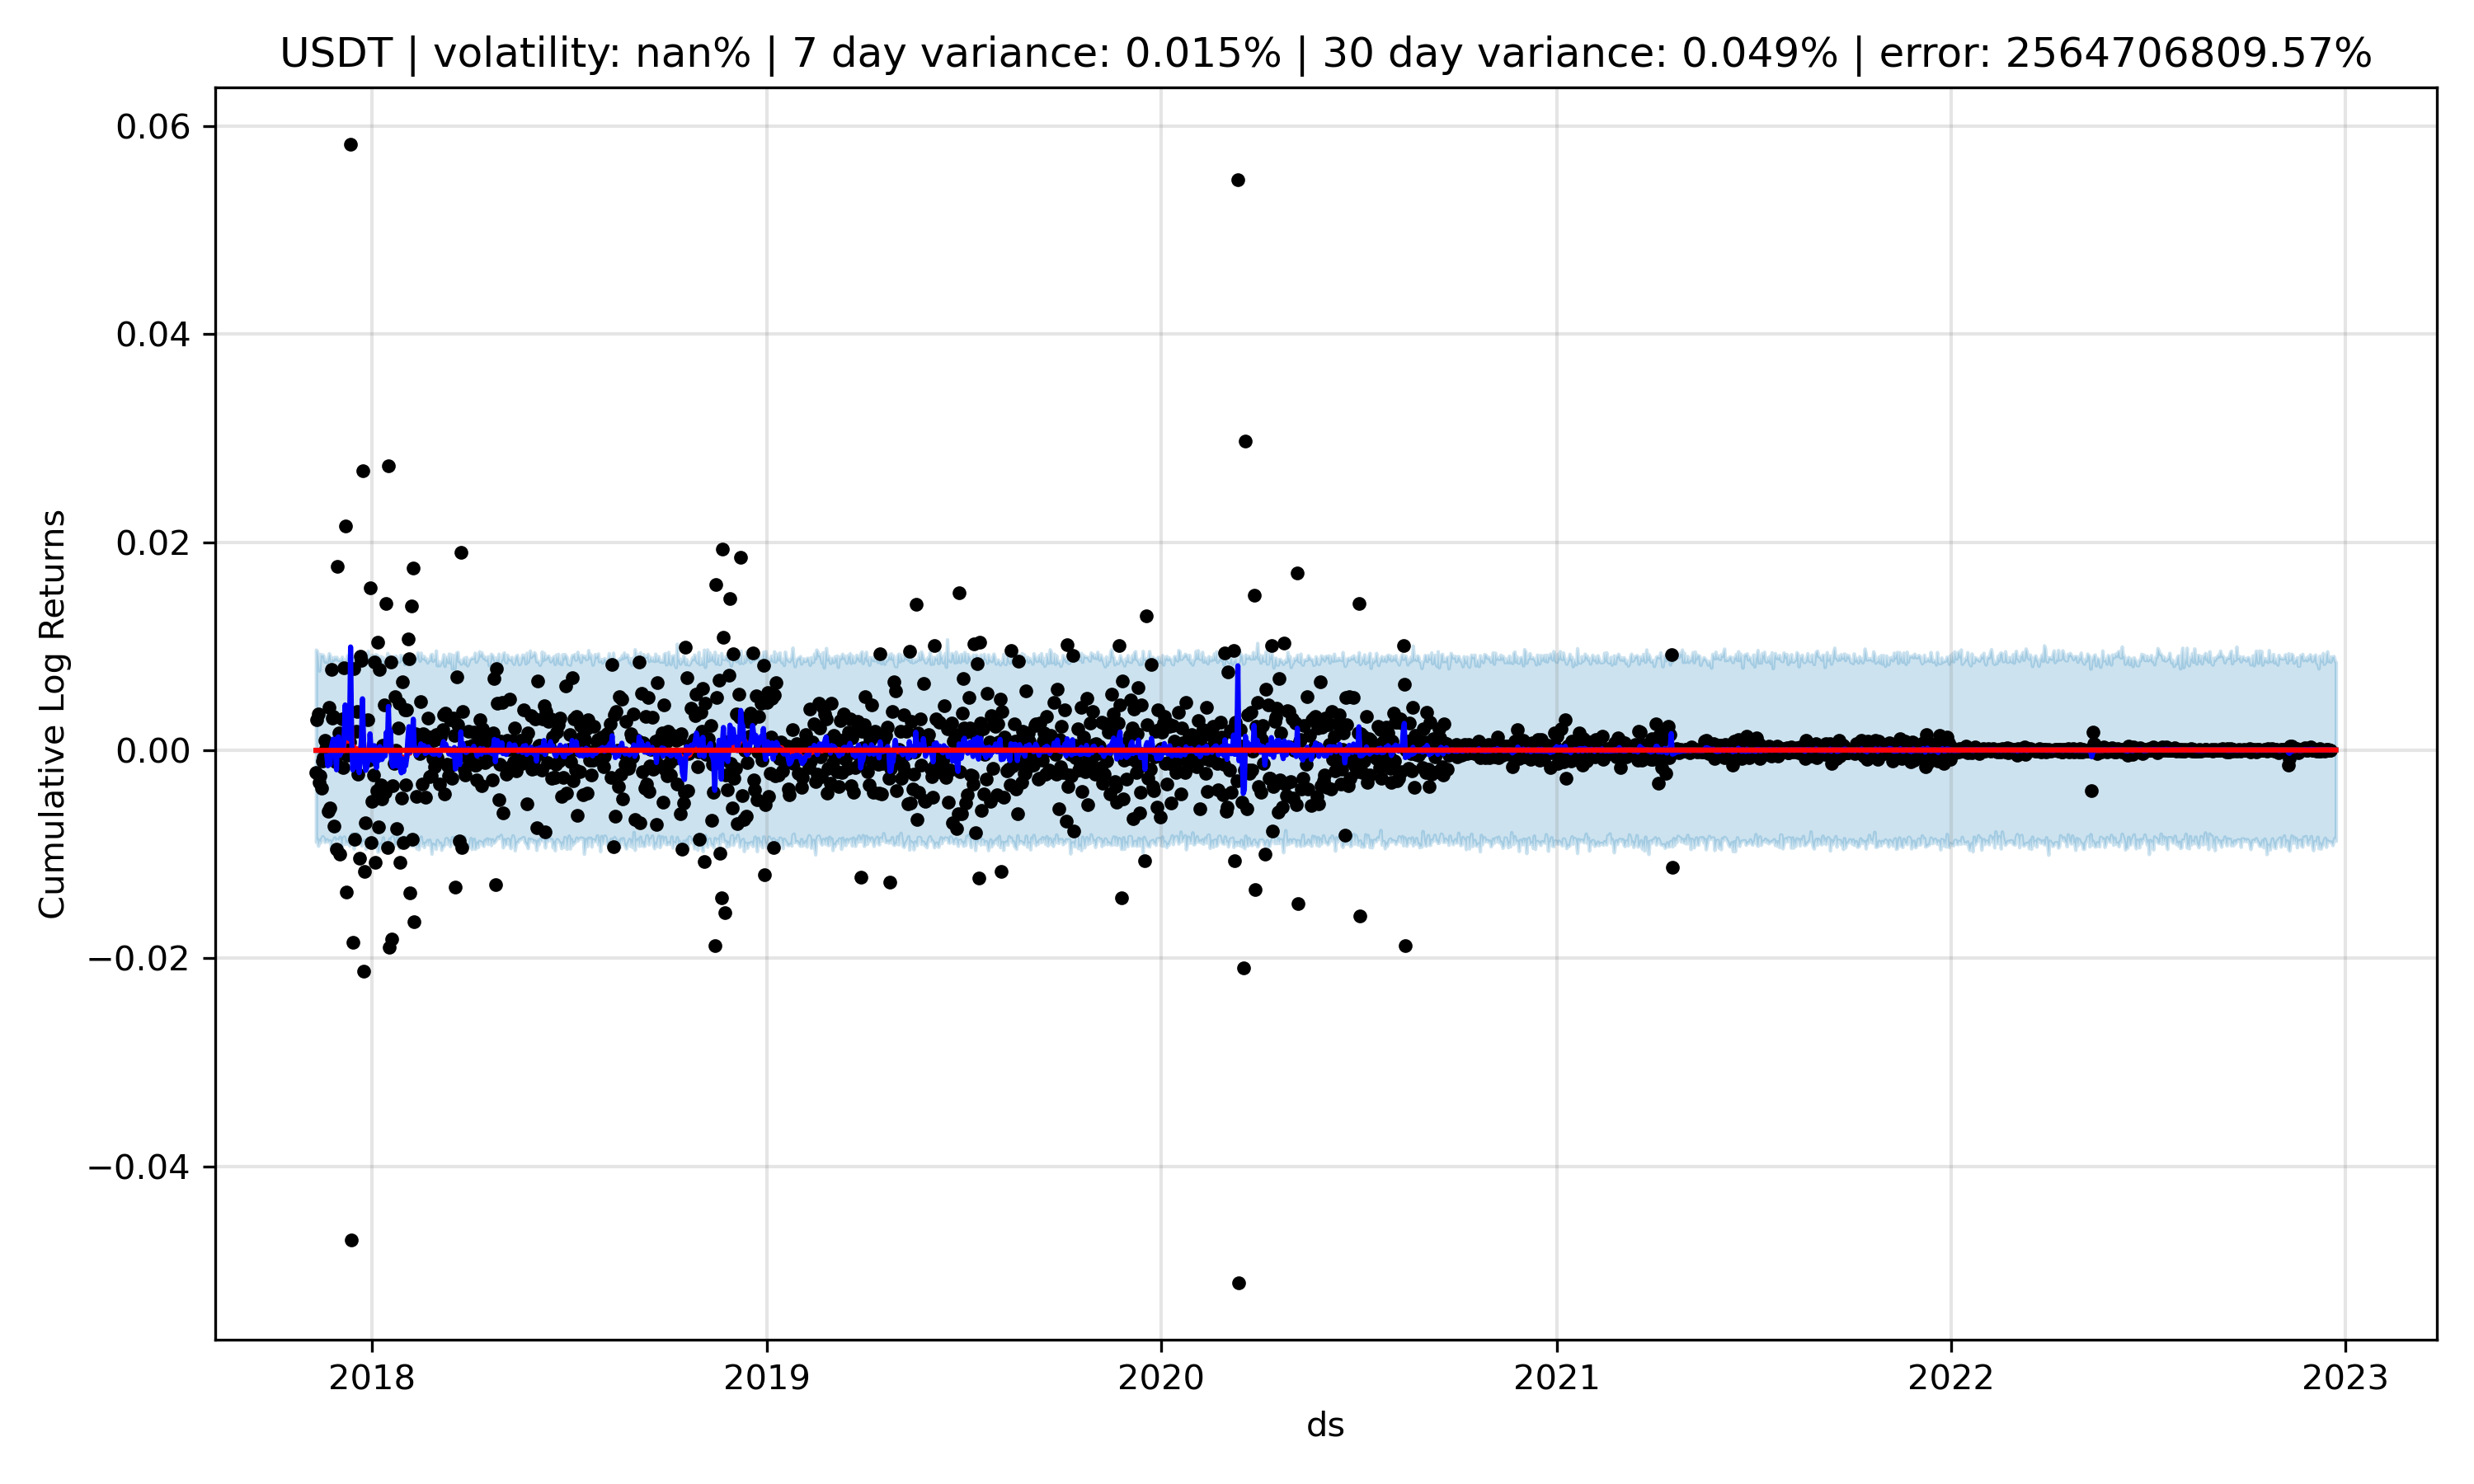 USDT | volatility: nan% | 7 day variance: 0.015% | 30 day variance: 0.049% | error: 2564706809.57%
0.06
0.04
0.02
0.00
−0.02
−0.04
Cumulative Log Returns
2018 2019 2020 2021 2022 2023
ds